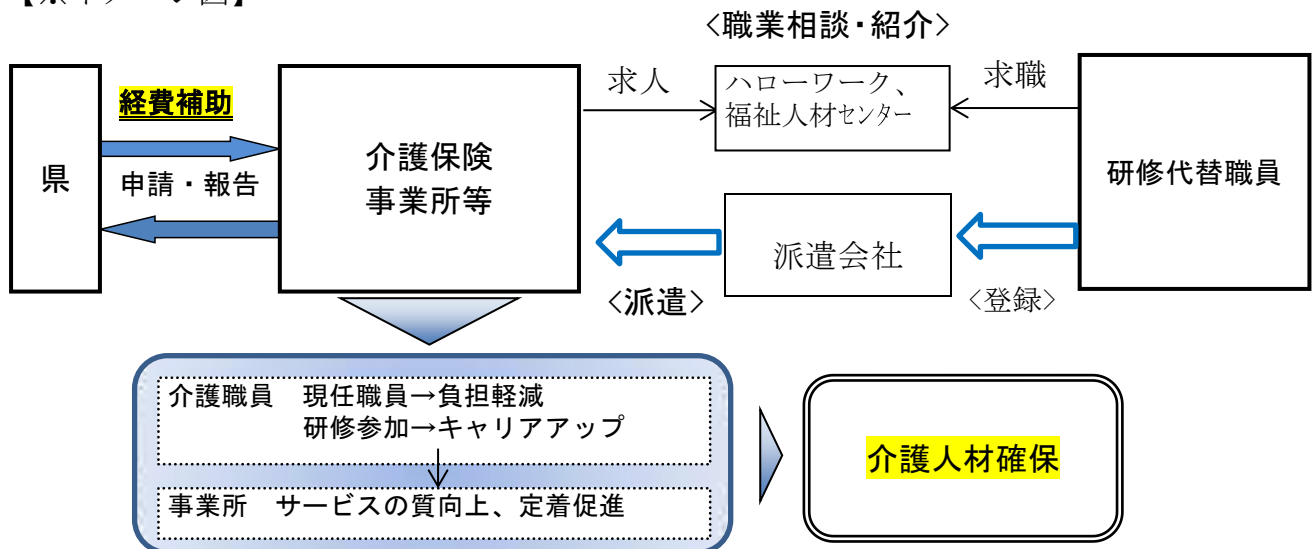 <職業相談・紹介>
県
経費補助
申請・報告
介護保険
事業所等
求人
ハローワーク、
福祉人材センター
求職
研修代替職員
派遣会社
<派遣>
<登録>
介護職員 現任職員→負担軽減
研修参加→キャリアアップ
事業所 サービスの質向上、定着促進
介護人材確保